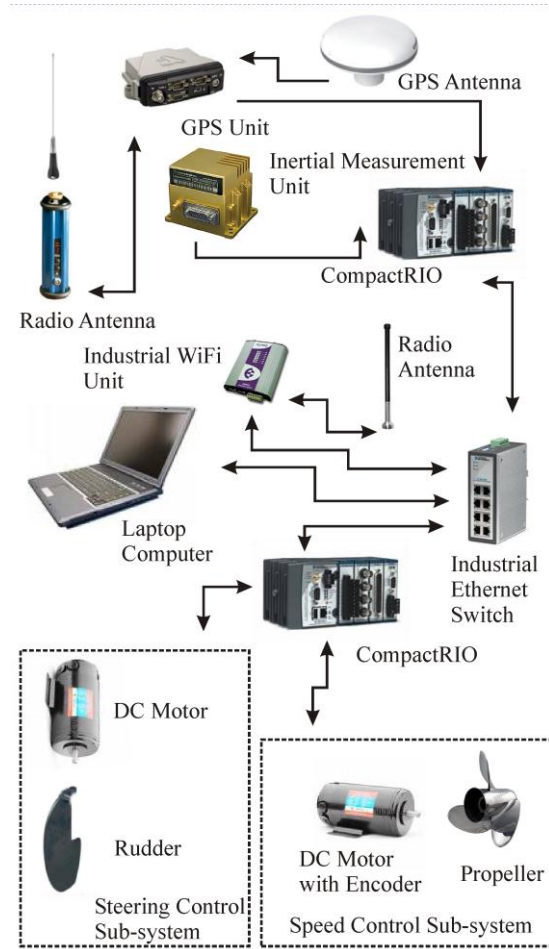 GPS Antenna
GPS Unit
Inertial Measurement
Unit
CompactRIO
Radio Antenna
Industrial WiFi
Unit
Radio
Antenna
Laptop
Computer
Industrial
Ethernet
Switch
CompactRIO
DC Motor
Rudder
Steering Control
Sub-system
DC Motor
with Encoder
Propeller
Speed Control Sub-system